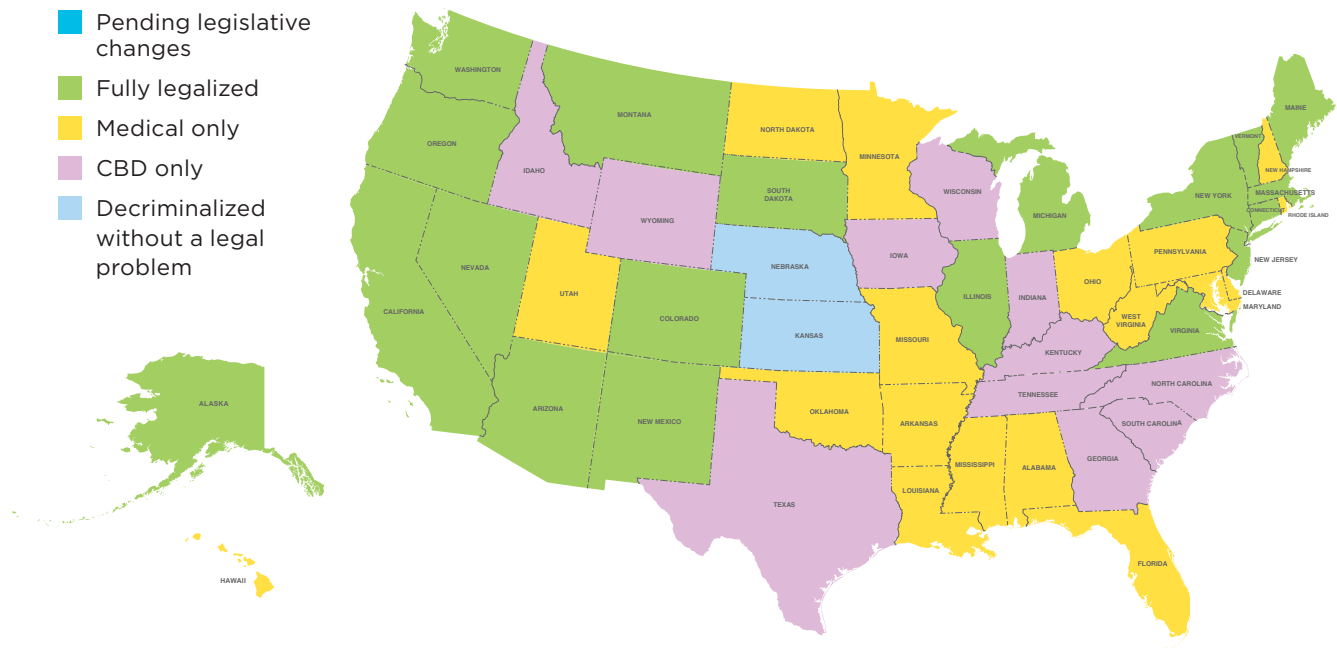 Pending legislative
changes
Fully legalized
Medical only
CBD only
Decriminalized
without a legal
problem
WASHINGTON
MONTANA
NORTH DAKOTA
MINNESOTA
MAINE
OREGON
IDAHO
SOUTH
DAKOTA
WISCONSIN
MICHIGAN
VERMONT
NEW HAMPSHIRE
NEW YORK
MASSACHUSETTS
CONNECTICUT
RHODE ISLAND
WYOMING
IOWA
PENNSYLVANIA
NEW JERSEY
NEVADA
NEBRASKA
UTAH
ILLINOIS
INDIANA
OHIO
DELAWARE
MARYLAND
CALIFORNIA
COLORADO
KANSAS
MISSOURI
WEST
VIRGINIA
VIRGINIA
KENTUCKY
ALASKA
ARIZONA
NEW MEXICO
OKLAHOMA
ARKANSAS
TENNESSEE
NORTH CAROLINA
SOUTH CAROLINA
TEXAS
LOUISIANA
MISSISSIPPI
ALABAMA
GEORGIA
FLORIDA
HAWAII